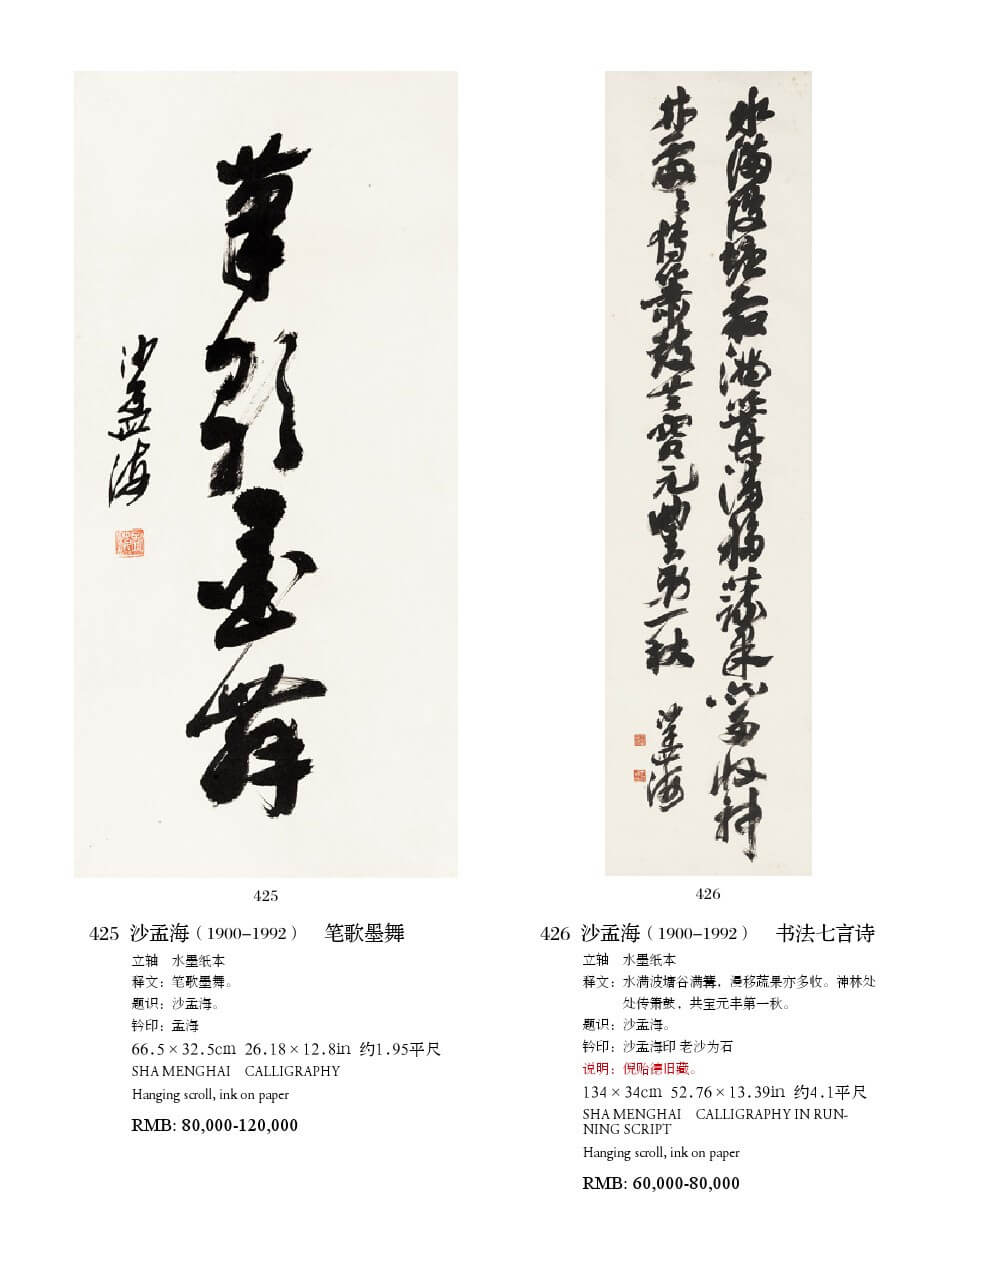 筆歌墨舞
沙孟海
425
水满陂塘谷满篝漫移蔬果亦多收神
林处处传箫鼓共宝元丰第一秋
沙孟海
426
425 沙孟海（1900–1992） 笔歌墨舞
立轴 水墨纸本
释文：笔歌墨舞。
题识：沙孟海。
钤印：孟海
66.5×32.5cm 26.18×12.8in 约1.95平尺
SHA MENGHAI CALLIGRAPHY
Hanging scroll, ink on paper
RMB: 80,000-120,000
426 沙孟海（1900–1992） 书法七言诗
立轴 水墨纸本
释文：水满波塘谷满篝，漫移蔬果亦多收。神林处
处传箫鼓，共宝元丰第一秋。
题识：沙孟海。
钤印：沙孟海印 老沙为石
说明：倪贻德旧藏。
134×34cm 52.76×13.39in 约4.1平尺
SHA MENGHAI CALLIGRAPHY IN RUN-
NING SCRIPT
Hanging scroll, ink on paper
RMB: 60,000-80,000